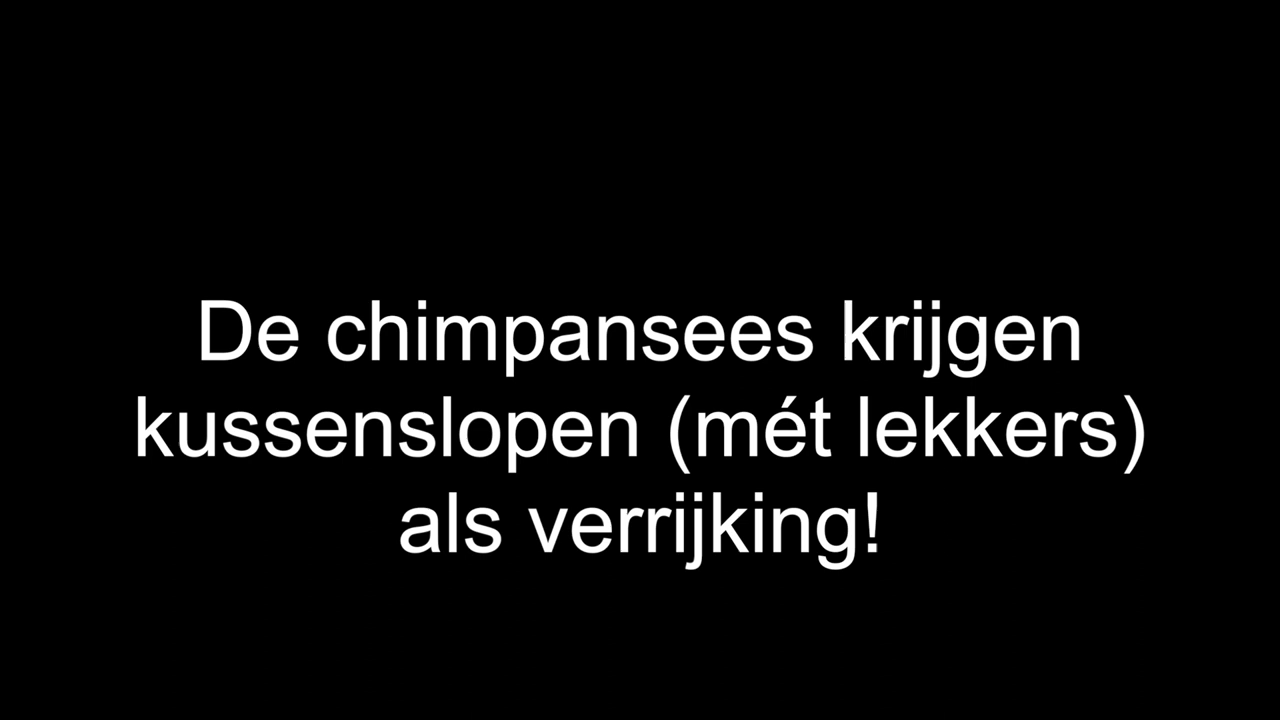 De chimpansees krijgen
kussenslopen (mét lekkers)
als verrijking!